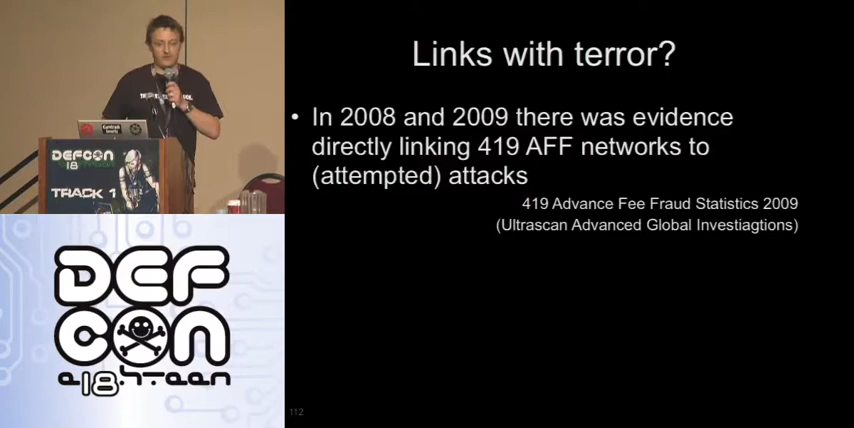 Links with terror?
• In 2008 and 2009 there was evidence
directly linking 419 AFF networks to
(attempted) attacks
419 Advance Fee Fraud Statistics 2009
(Ultrascan Advanced Global Investiagtions)
112
DEFCON
18
TRACK 1
DEF
CON